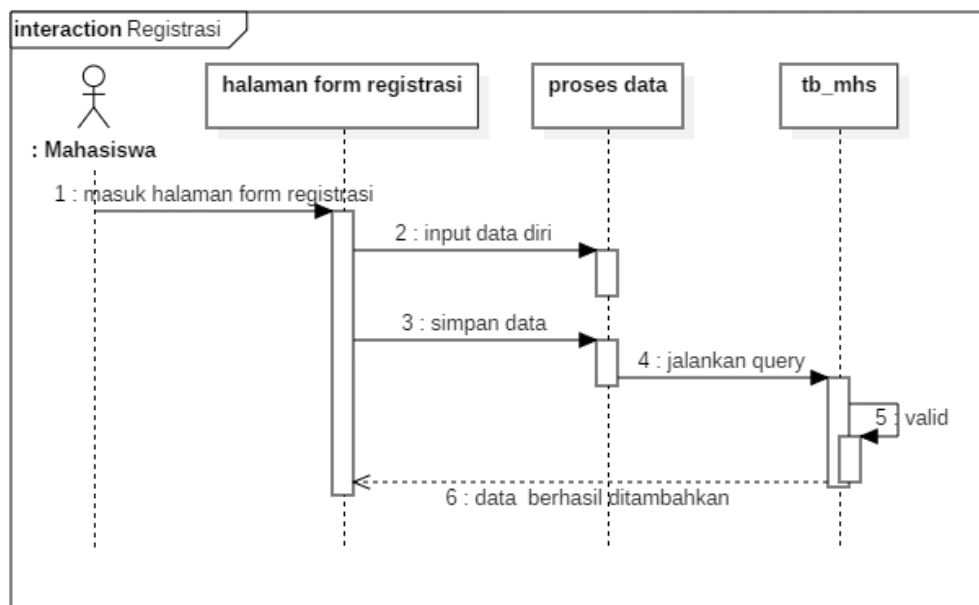 interaction Registrasi
halaman form registrasi
proses data
tb_mhs
: Mahasiswa
1 : masuk halaman form registrasi
2 : input data diri
3 : simpan data
4 : jalankan query
5 : valid
6 : data  berhasil ditambahkan